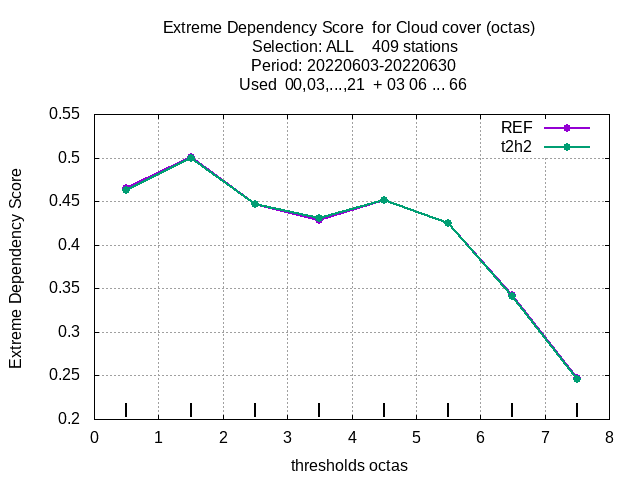 Extreme Dependency Score  for Cloud cover (octas)
Selection: ALL    409 stations
Period: 20220603-20220630
Used  00,03,...,21  + 03 06 ... 66
REF
t2h2
Extreme Dependency Score
0.55
0.5
0.45
0.4
0.35
0.3
0.25
0.2
0 1 2 3 4 5 6 7 8
thresholds octas